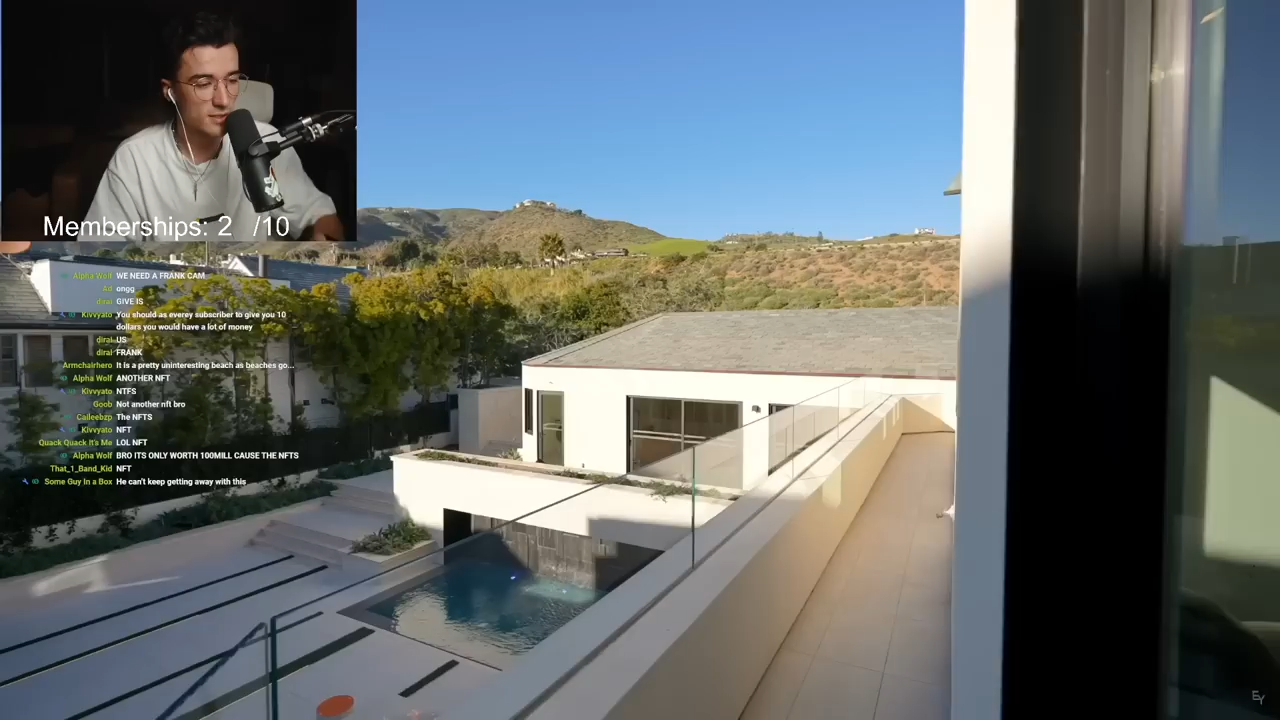 Memberships: 2 /10
Alpha Wolf WE NEED A FRANK CAM
Ad ongg
diral GIVE IS
Kivvyato You should as everey subscriber to give you 10
dollars you would have a lot of money
diral US
diral FRANK
Armchairhero It is a pretty uninteresting beach as beaches go...
Alpha Wolf ANOTHER NFT
Kivvyato NTFS
Goob Not another nft bro
Caileebzp The NFTS
Kivvyato NFT
Quack Quack It's Me LOL NFT
Alpha Wolf BRO ITS ONLY WORTH 100MILL CAUSE THE NFTS
That_1_Band_Kid NFT
Some Guy In a Box He can't keep getting away with this
EY